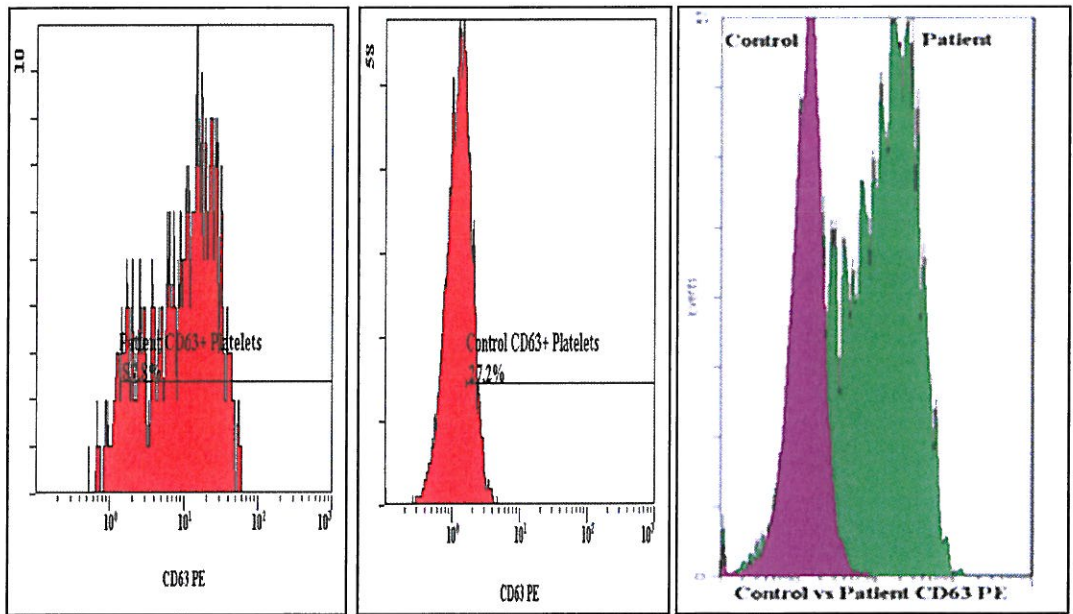 10
Patient CD63+ Platelets
10⁰ 10¹ 10² 10³
CD63 PE
58
Control CD63+ Platelets
27.2%
10⁰ 10¹ 10² 10³
CD63 PE
Control Patient
Events
Control vs Patient CD63 PE